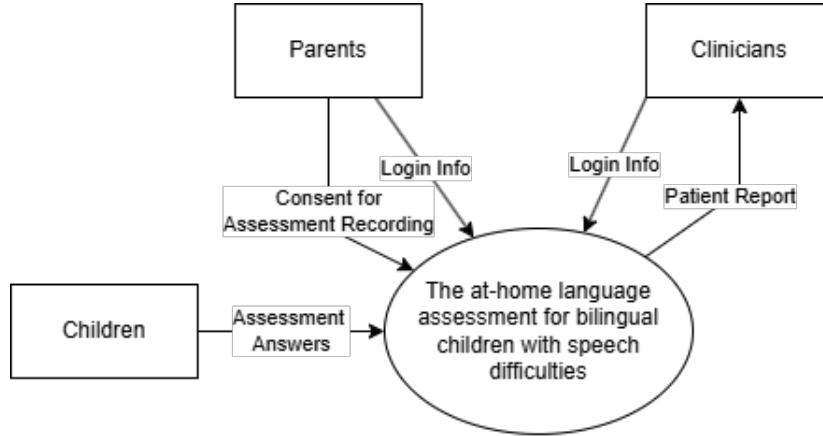 Parents
Clinicians
Login Info
Login Info
Consent for
Assessment Recording
Patient Report
Children
Assessment
Answers
The at-home language
assessment for bilingual
children with speech
difficulties